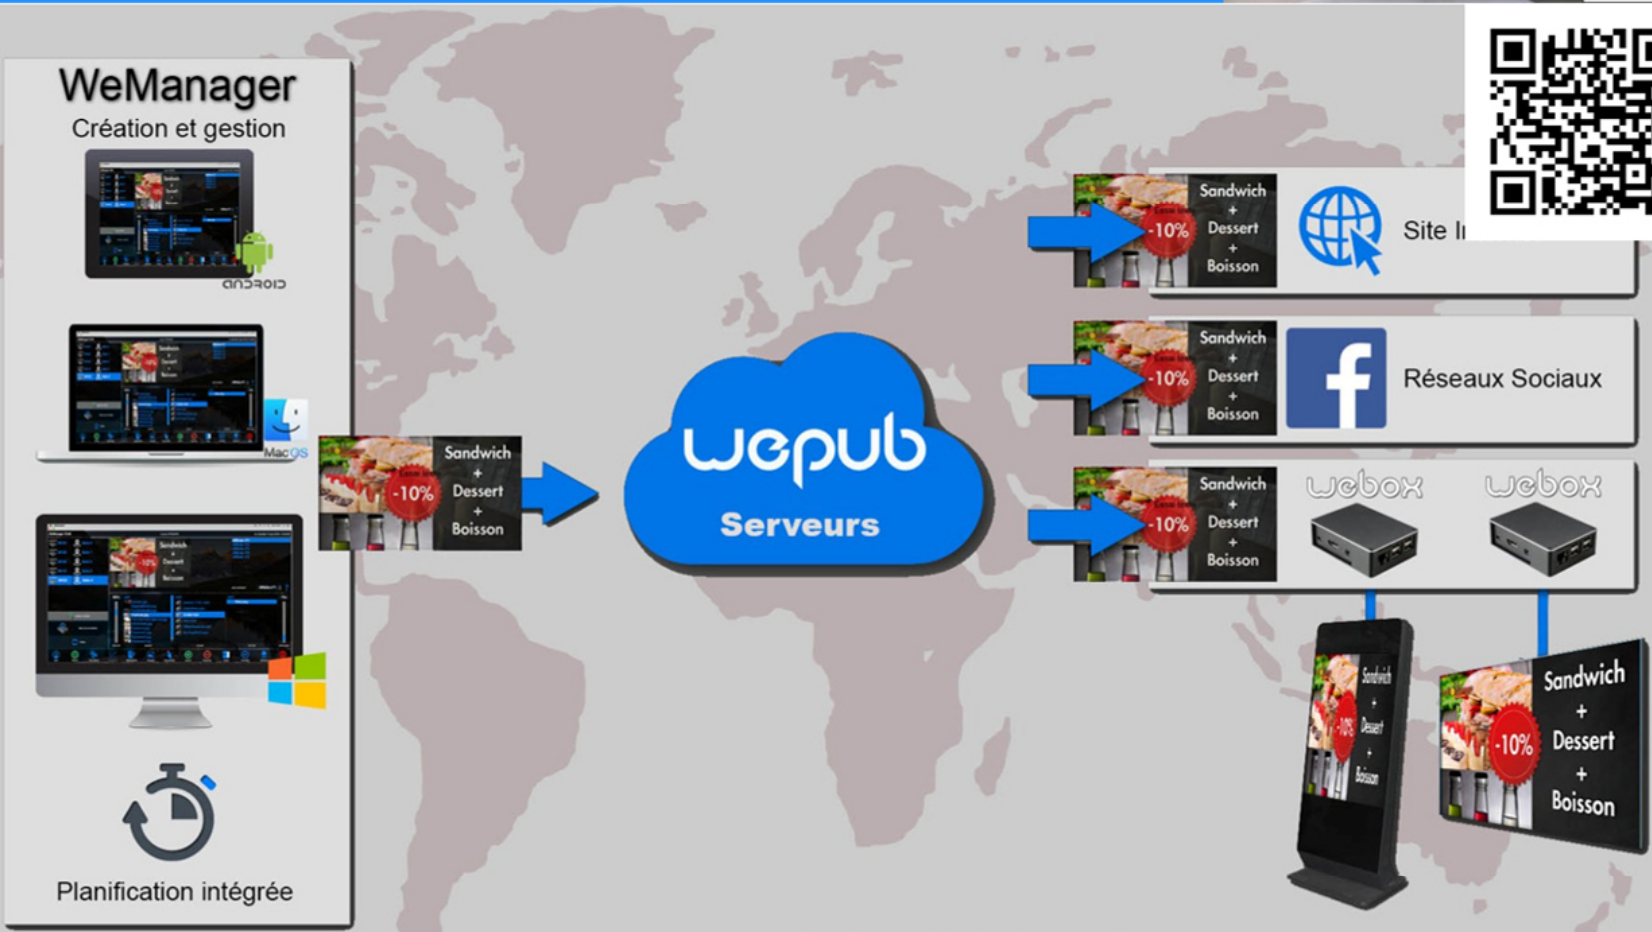 WeManager
Création et gestion
ANDROID
MacOS
Planification intégrée
Sandwich
+
Dessert
+
Boisson
-10%
wepub
Serveurs
Sandwich
+
Dessert
+
Boisson
-10%
Site
Sandwich
+
Dessert
+
Boisson
-10%
Réseaux Sociaux
Sandwich
+
Dessert
+
Boisson
-10%
webox
webox
Sandwich
+
Dessert
+
Boisson
-10%
Sandwich
+
Dessert
+
Boisson
-10%